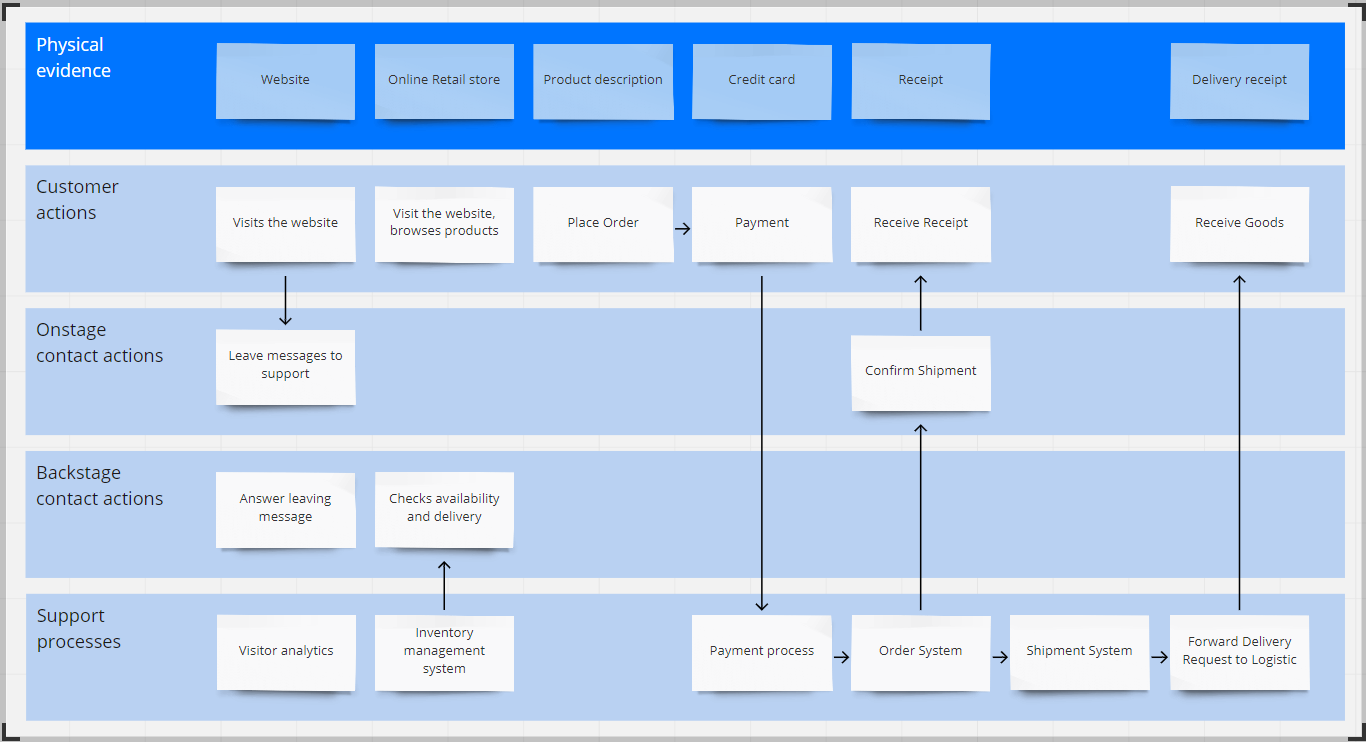 Physical
evidence
Website
Online Retail store
Product description
Credit card
Receipt
Delivery receipt
Customer
actions
Visits the website
Visit the website,
browses products
Place Order
Payment
Receive Receipt
Receive Goods
Onstage
contact actions
Leave messages to
support
Confirm Shipment
Backstage
contact actions
Answer leaving
message
Checks availability
and delivery
Support
processes
Visitor analytics
Inventory
management
system
Payment process
Order System
Shipment System
Forward Delivery
Request to Logistic